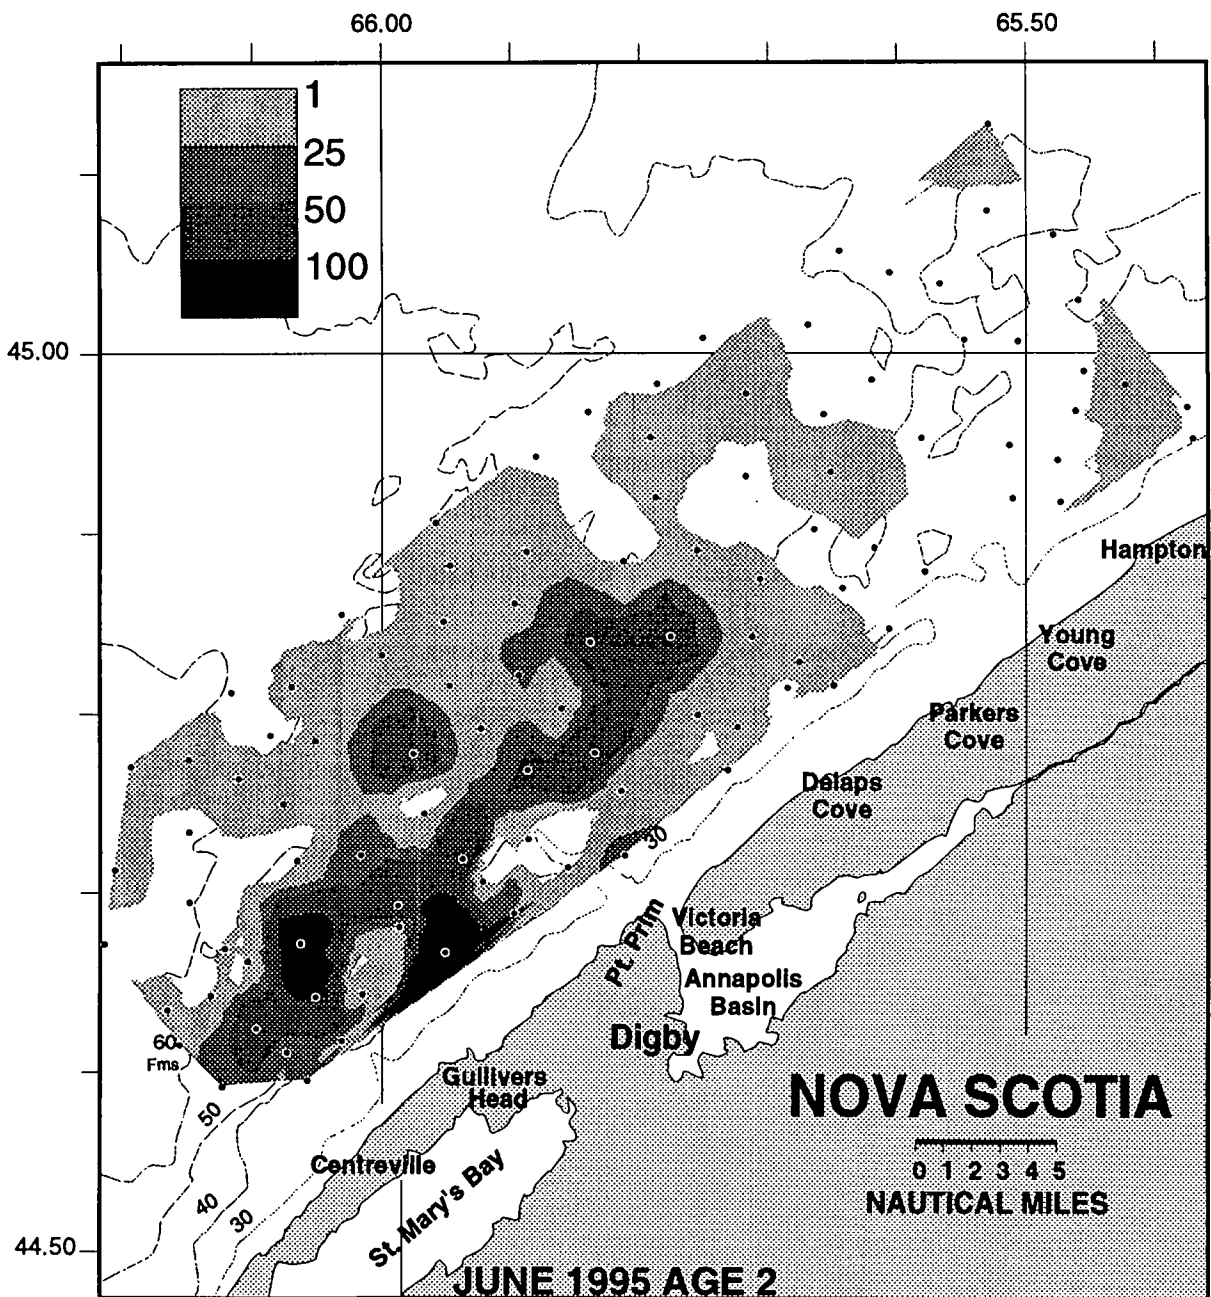 66.00
65.50
1
25
50
100
45.00
Hampton
Young
Cove
Parkers
Cove
Delaps
Cove
30
Pt. Prim
Victoria
Beach
Annapolis
Basin
Digby
60
Fms.
50
Gullivers
Head
NOVA SCOTIA
0 1 2 3 4 5
NAUTICAL MILES
Centreville
St. Mary's Bay
40
30
44.50
JUNE 1995 AGE 2